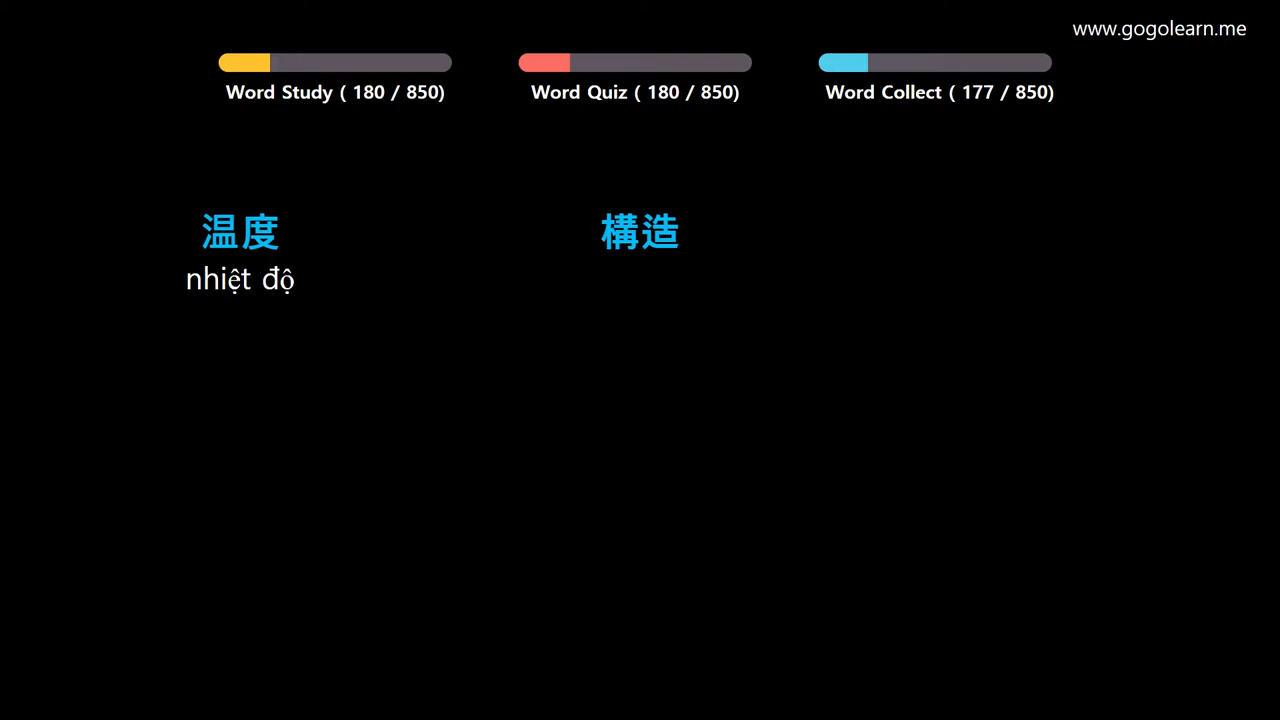 www.gogolearn.me
Word Study ( 180 / 850)
Word Quiz ( 180 / 850)
Word Collect ( 177 / 850)
温度
構造
nhiệt độ